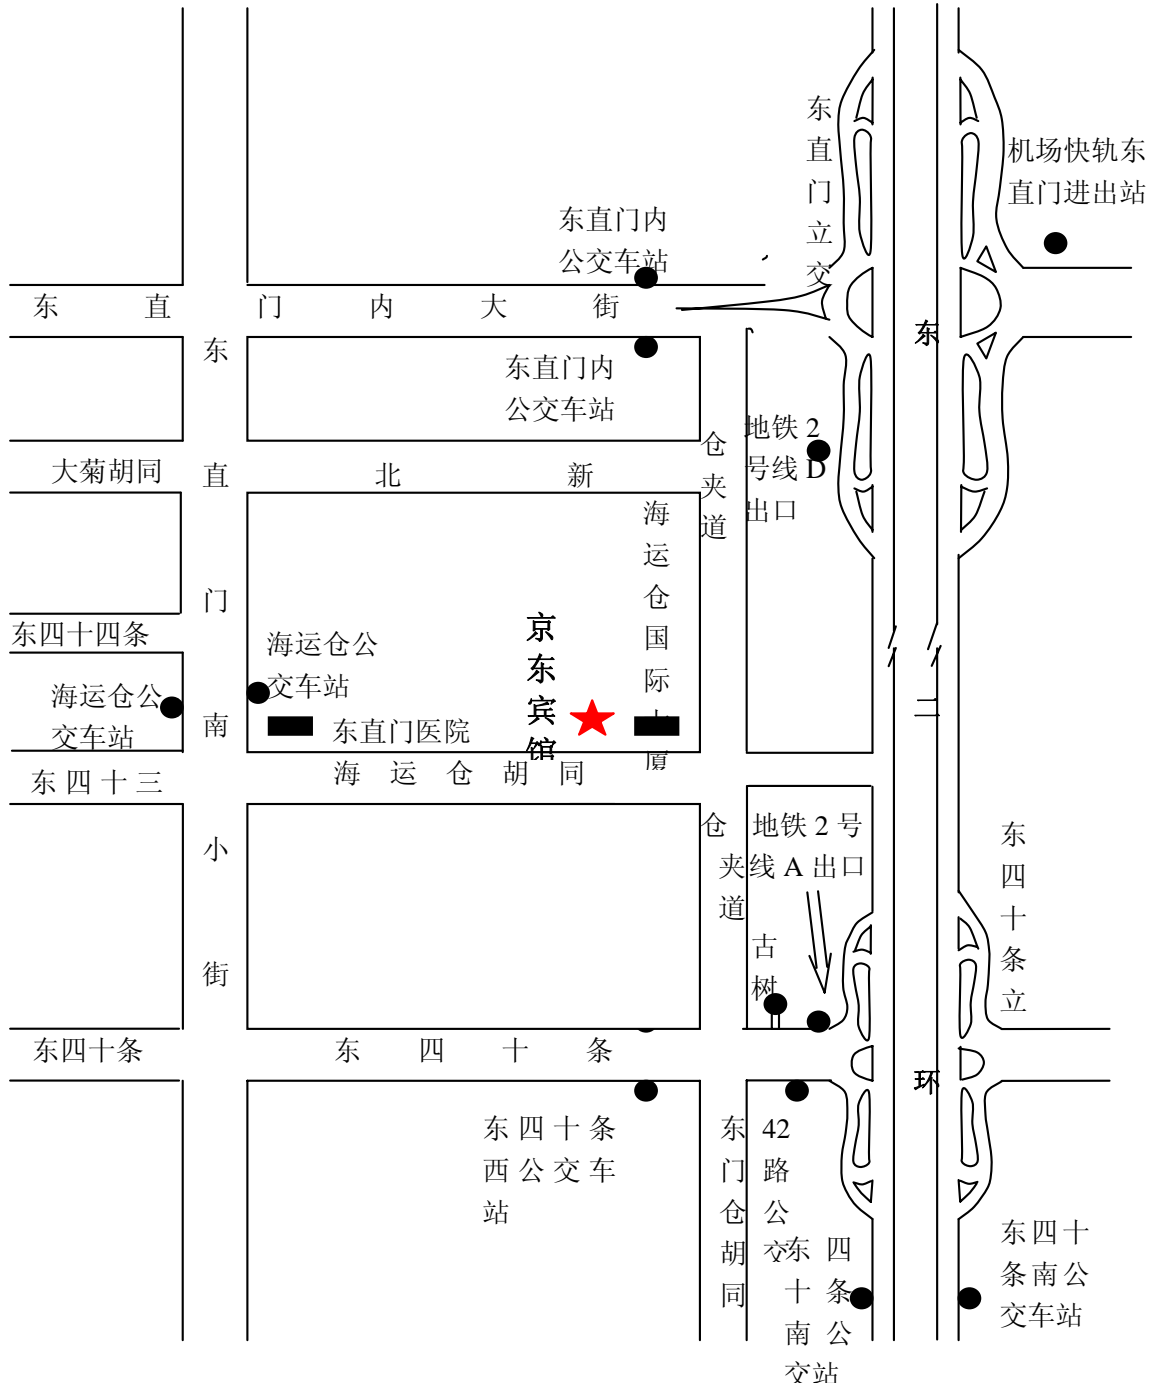 东直门立交
机场快轨东
直门进出站
东直门内
公交车站
东直门内大街
东直门南小街
东直门内
公交车站
大菊胡同
北新仓夹道
地铁 2
号线 D
出口
海运仓国际大厦
东四十四条
海运仓公
交车站
京东宾馆
海运仓公
交车站
东直门医院
海运仓胡同
东四十三
仓夹道
地铁 2 号
线 A 出口
东四十条立
古树
东四十条
东四十条
东二环
东四十条
西公交车
站
东门仓胡同
42路公交
东四
十条
南公
交站
东四十
条南公
交车站